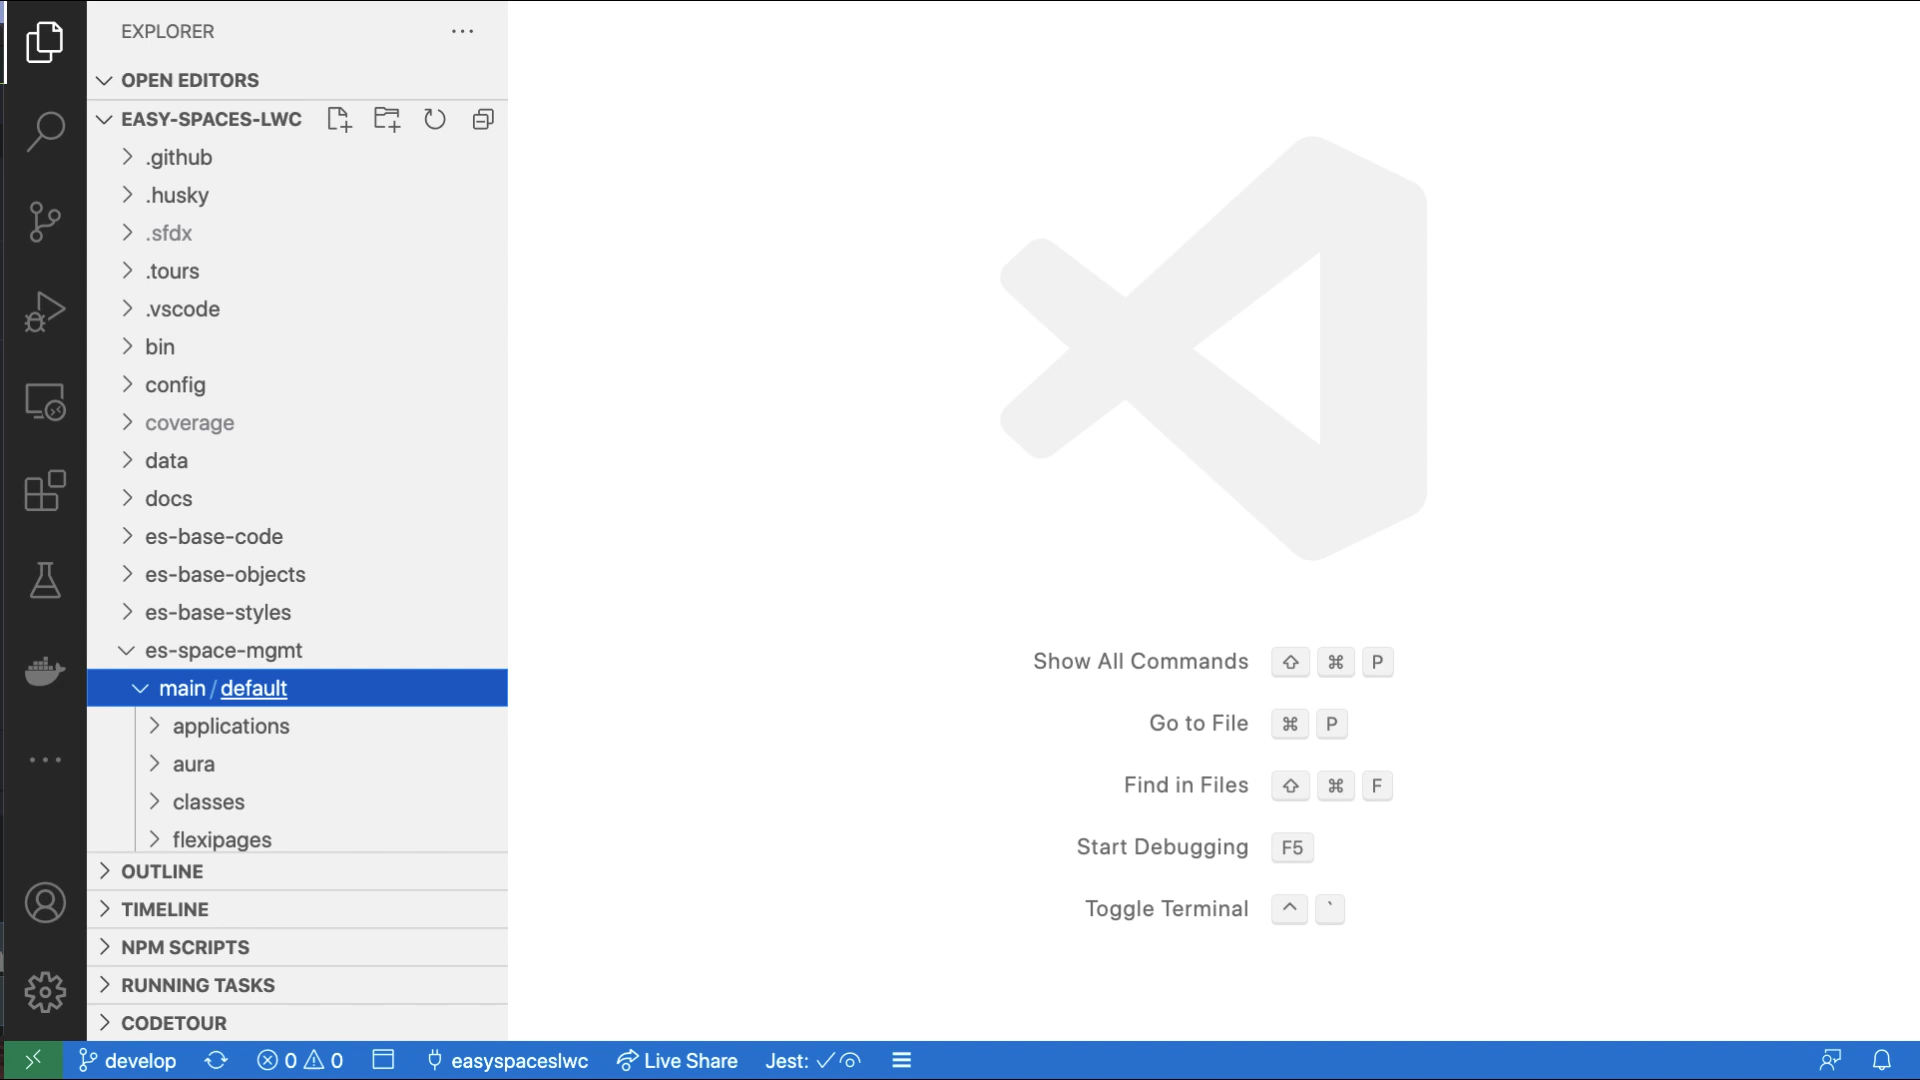 EXPLORER
OPEN EDITORS
EASY-SPACES-LWC
.github
.husky
.sfdx
.tours
.vscode
bin
config
coverage
data
docs
es-base-code
es-base-objects
es-base-styles
es-space-mgmt
main / default
applications
aura
classes
flexipages
OUTLINE
TIMELINE
NPM SCRIPTS
RUNNING TASKS
CODETOUR
Show All Commands ⇧ ⌘ P
Go to File ⌘ P
Find in Files ⇧ ⌘ F
Start Debugging F5
Toggle Terminal ^ `
develop 0 0 easyspaceslwc Live Share Jest: